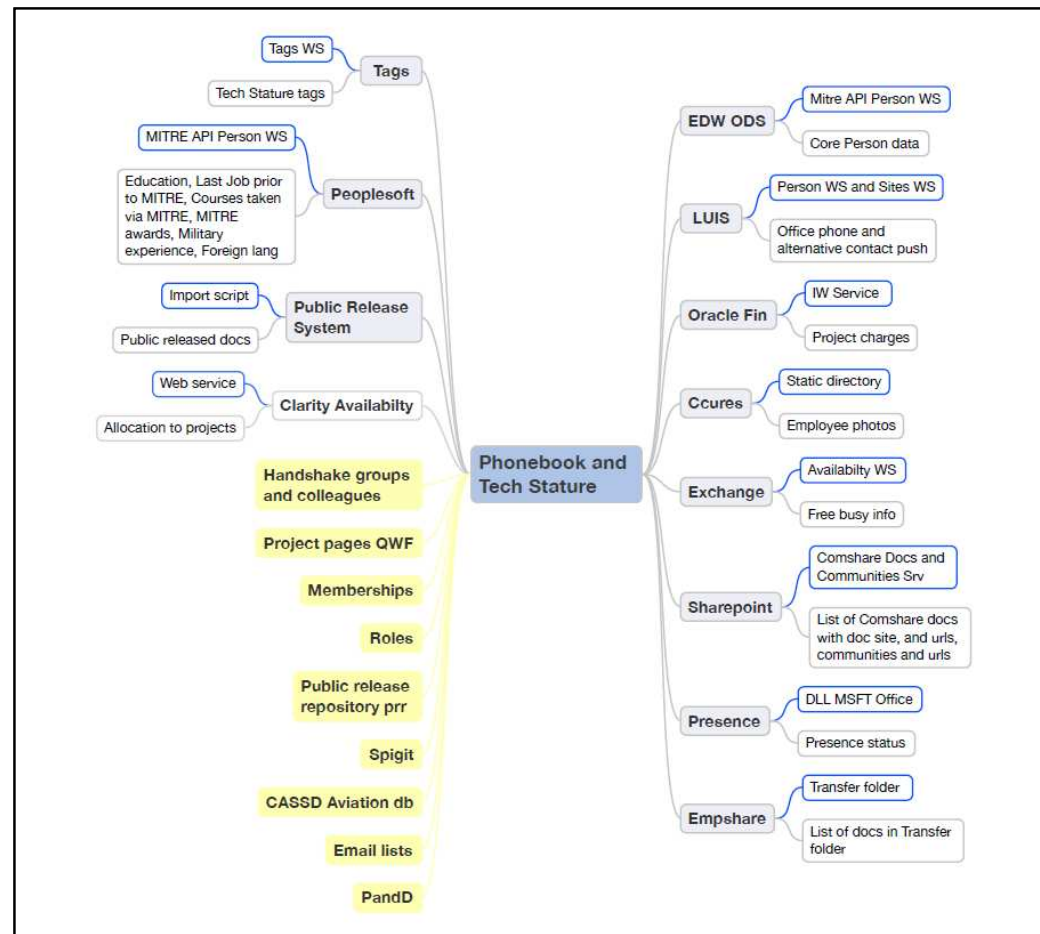 Tags WS
Tags
Tech Stature tags
MITRE API Person WS
Education, Last Job prior
to MITRE, Courses taken
via MITRE, MITRE
awards, Military
experience, Foreign lang
Peoplesoft
Import script
Public Release
System
Public released docs
Web service
Clarity Availabilty
Allocation to projects
Handshake groups
and colleagues
Project pages QWF
Memberships
Roles
Public release
repository prr
Spigit
CASSD Aviation db
Email lists
PandD
Phonebook and
Tech Stature
EDW ODS
Mitre API Person WS
Core Person data
LUIS
Person WS and Sites WS
Office phone and
alternative contact push
Oracle Fin
IW Service
Project charges
Ccures
Static directory
Employee photos
Exchange
Availabilty WS
Free busy info
Sharepoint
Comshare Docs and
Communities Srv
List of Comshare docs
with doc site, and urls,
communities and urls
Presence
DLL MSFT Office
Presence status
Empshare
Transfer folder
List of docs in Transfer
folder